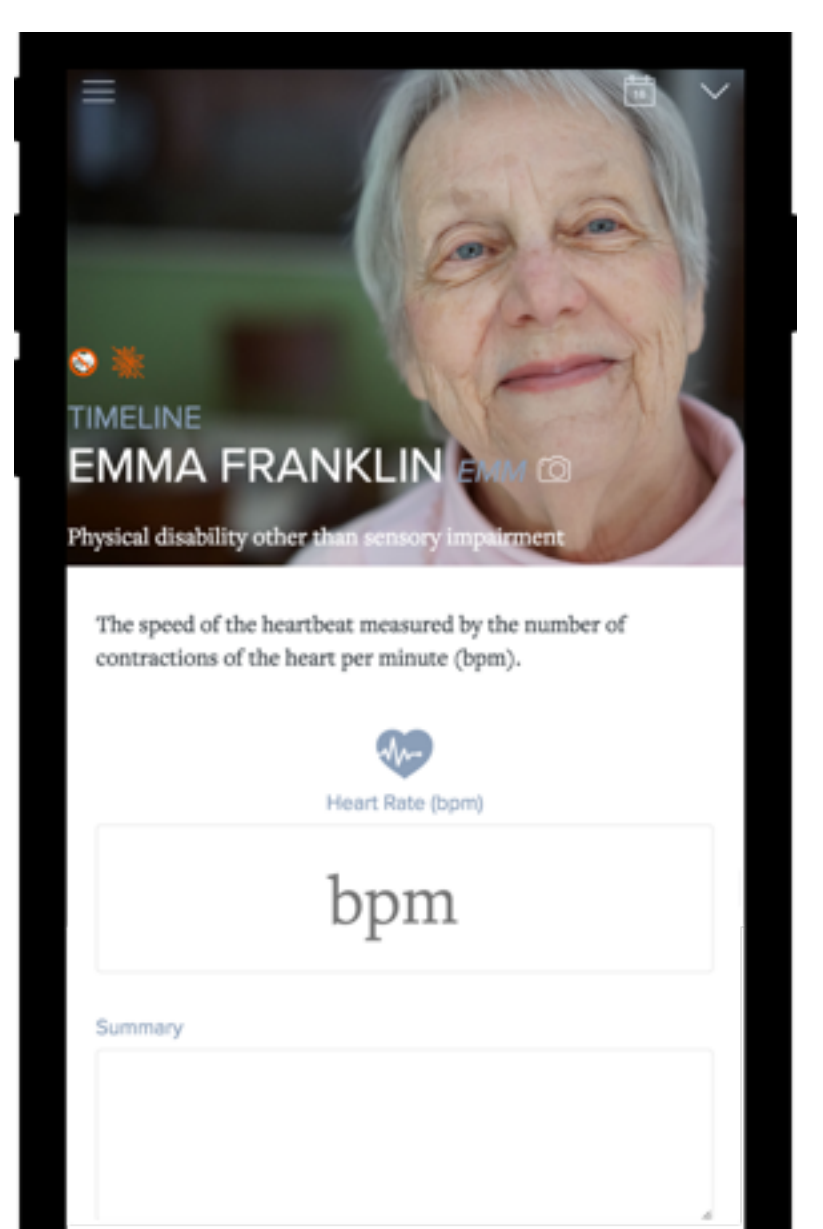 18
TIMELINE
EMMA FRANKLIN EMM
Physical disability other than sensory impairment
The speed of the heartbeat measured by the number of
contractions of the heart per minute (bpm).
Heart Rate (bpm)
bpm
Summary